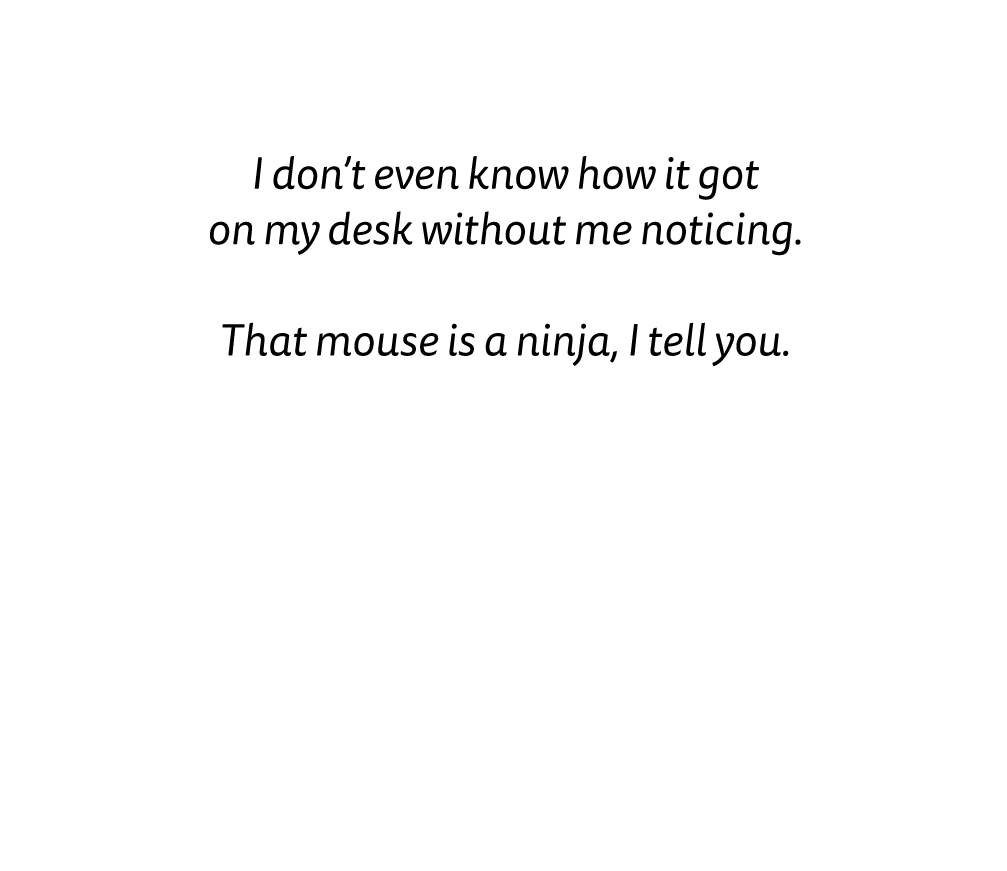 I don’t even know how it got
on my desk without me noticing.
That mouse is a ninja, I tell you.